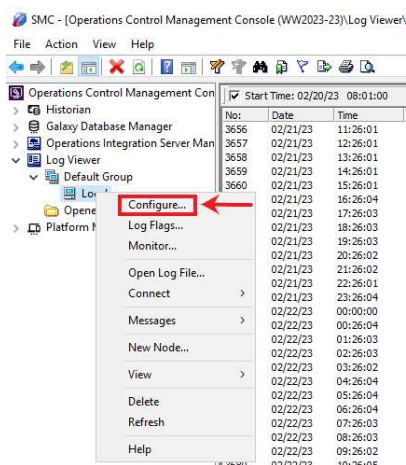 SMC - [Operations Control Management Console (WW2023-23)\Log Viewer\
File Action View Help
Operations Control Management Con
Historian
Galaxy Database Manager
Operations Integration Server Man
Log Viewer
Default Group
Opene
Platform M
Configure...
Log Flags...
Monitor...
Open Log File...
Connect
Messages
New Node...
View
Delete
Refresh
Help
Start Time: 02/20/23 08:01:00
No: Date Time
3656 02/21/23 11:26:01
3657 02/21/23 12:26:01
3658 02/21/23 13:26:01
3659 02/21/23 14:26:01
3660 02/21/23 15:26:01
02/21/23 16:26:04
02/21/23 17:26:03
02/21/23 18:26:03
02/21/23 19:26:03
02/21/23 20:26:02
02/21/23 21:26:02
02/21/23 22:26:01
02/21/23 23:26:04
02/22/23 00:00:00
02/22/23 00:26:04
02/22/23 01:26:03
02/22/23 02:26:03
02/22/23 03:26:02
02/22/23 04:26:04
02/22/23 05:26:04
02/22/23 06:26:04
02/22/23 07:26:03
02/22/23 08:26:03
02/22/23 09:26:02